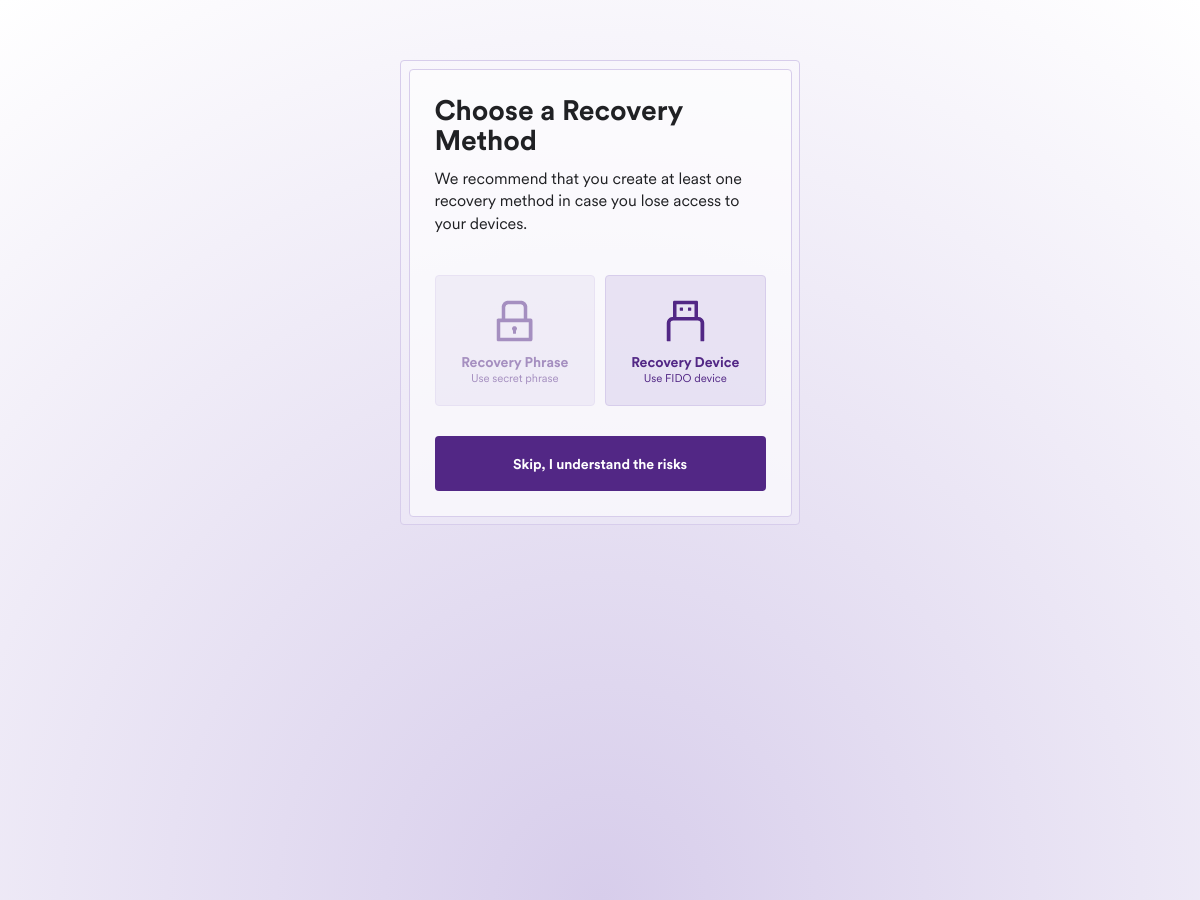 Choose a Recovery
Method
We recommend that you create at least one
recovery method in case you lose access to
your devices.
Recovery Phrase
Use secret phrase
Recovery Device
Use FIDO device
Skip, I understand the risks